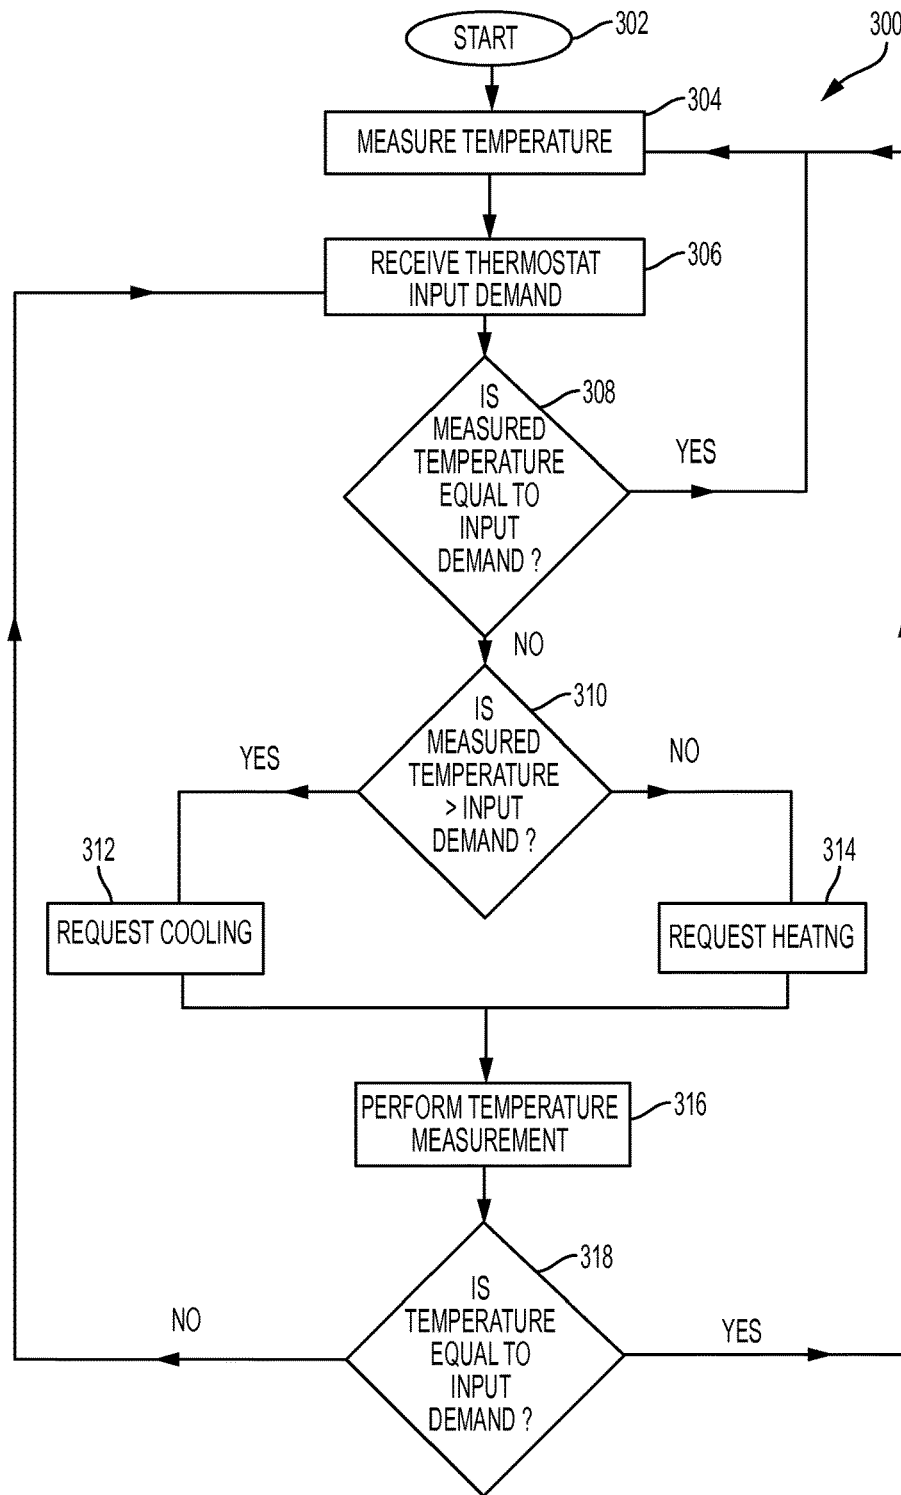 START
302
300
304
MEASURE TEMPERATURE
RECEIVE THERMOSTAT
INPUT DEMAND
306
308
IS
MEASURED
TEMPERATURE
EQUAL TO
INPUT
DEMAND ?
YES
NO
310
IS
MEASURED
TEMPERATURE
> INPUT
DEMAND ?
YES
NO
312
REQUEST COOLING
314
REQUEST HEATNG
PERFORM TEMPERATURE
MEASUREMENT
316
318
IS
TEMPERATURE
EQUAL TO
INPUT
DEMAND ?
NO
YES